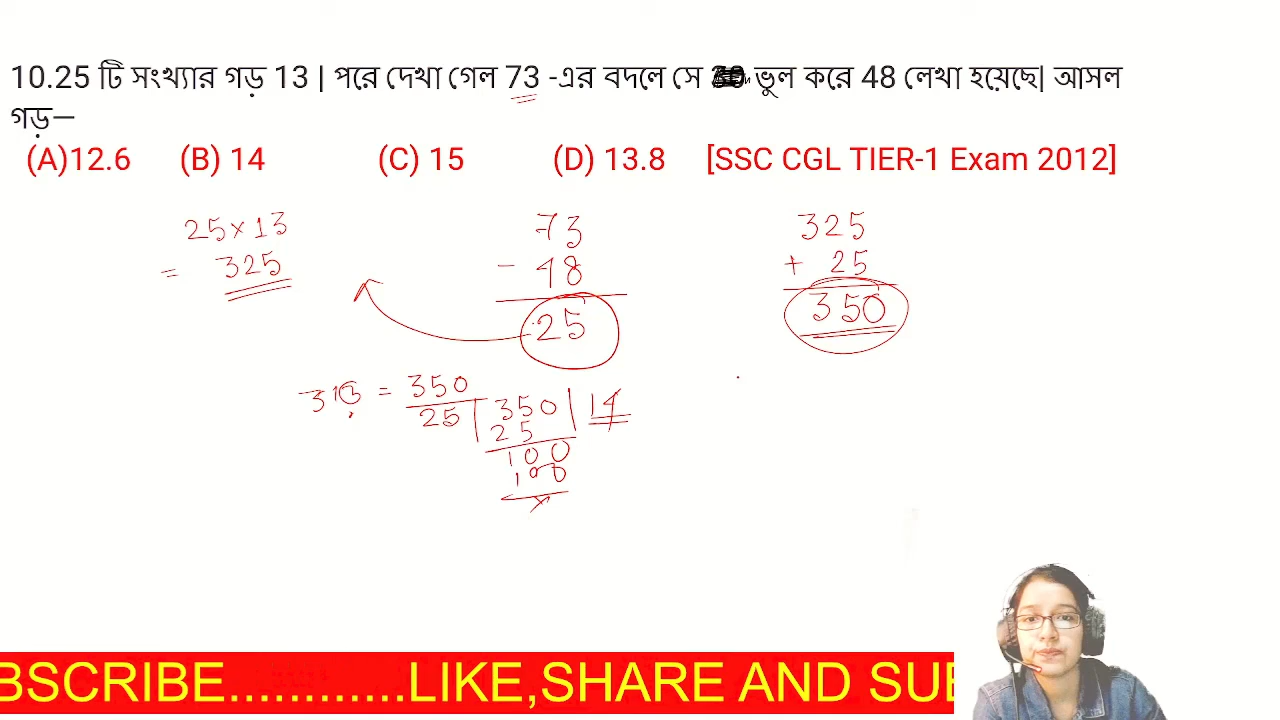 10.25 টি সংখ্যার গড় 13 | পরে দেখা গেল 73 -এর বদলে সে ভুল করে 48 লেখা হয়েছে| আসল
গড়—
(A)12.6 (B) 14 (C) 15 (D) 13.8 [SSC CGL TIER-1 Exam 2012]
25 × 13
= 325
73
- 48
25
325
+ 25
350
গড় = 350
25
350 14
25
100
100
×
BSCRIBE............LIKE,SHARE AND SUB